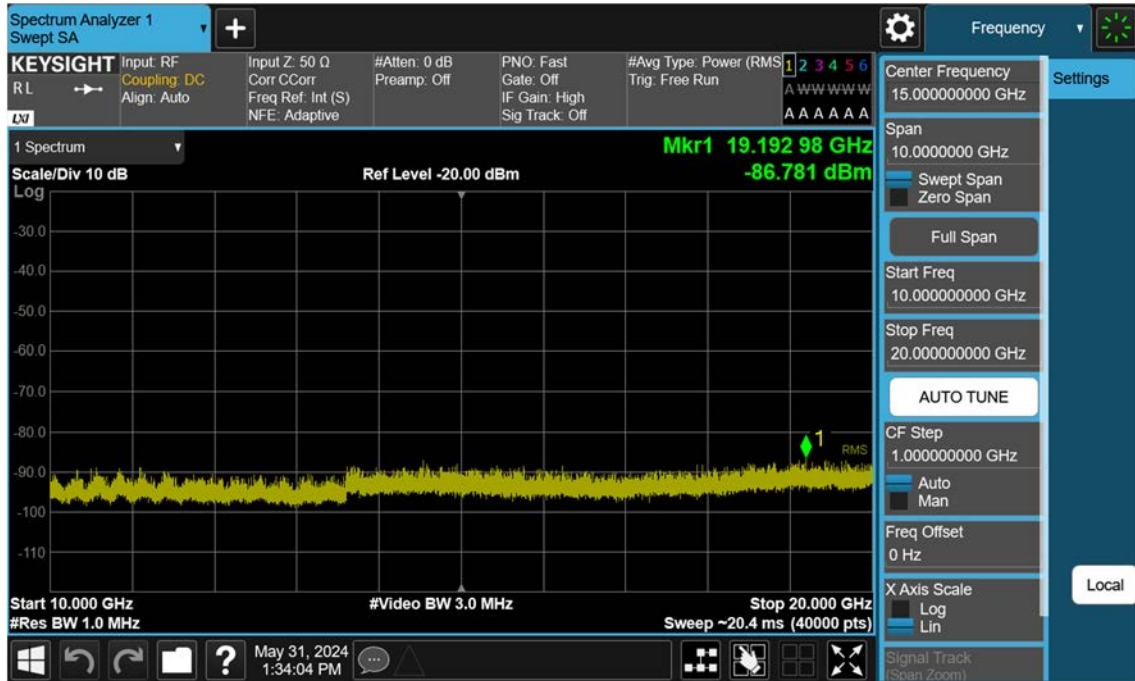 Spectrum Analyzer 1
Swept SA
Frequency
KEYSIGHT
R L
LXI
Input: RF
Coupling: DC
Align: Auto
Input Z: 50 Ω
Corr CCorr
Freq Ref: Int (S)
NFE: Adaptive
#Atten: 0 dB
Preamp: Off
PNO: Fast
Gate: Off
IF Gain: High
Sig Track: Off
#Avg Type: Power (RMS
Trig: Free Run
1 2 3 4 5 6
A W W W W W
A A A A A A
Center Frequency
15.000000000 GHz
Settings
1 Spectrum
Mkr1 19.192 98 GHz
Scale/Div 10 dB
Ref Level -20.00 dBm
-86.781 dBm
Log
-30.0
-40.0
-50.0
-60.0
-70.0
-80.0
-90.0
-100
-110
1
RMS
Start 10.000 GHz
#Video BW 3.0 MHz
Stop 20.000 GHz
#Res BW 1.0 MHz
Sweep ~20.4 ms (40000 pts)
Span
10.0000000 GHz
Swept Span
Zero Span
Full Span
Start Freq
10.000000000 GHz
Stop Freq
20.000000000 GHz
AUTO TUNE
CF Step
1.000000000 GHz
Auto
Man
Freq Offset
0 Hz
X Axis Scale
Log
Lin
Local
Signal Track
(Span Zoom)
?
May 31, 2024
1:34:04 PM